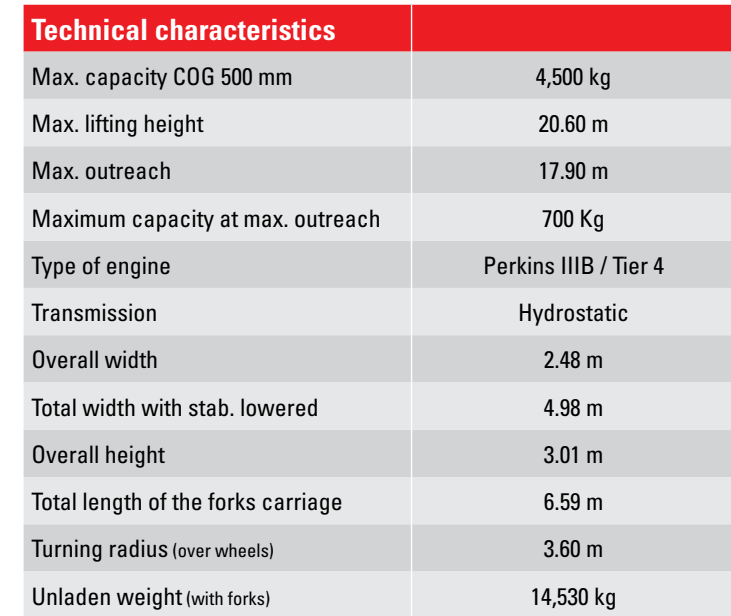 Technical characteristics
Max. capacity COG 500 mm 4,500 kg
Max. lifting height 20.60 m
Max. outreach 17.90 m
Maximum capacity at max. outreach 700 Kg
Type of engine Perkins IIIB / Tier 4
Transmission Hydrostatic
Overall width 2.48 m
Total width with stab. lowered 4.98 m
Overall height 3.01 m
Total length of the forks carriage 6.59 m
Turning radius (over wheels) 3.60 m
Unladen weight (with forks) 14,530 kg